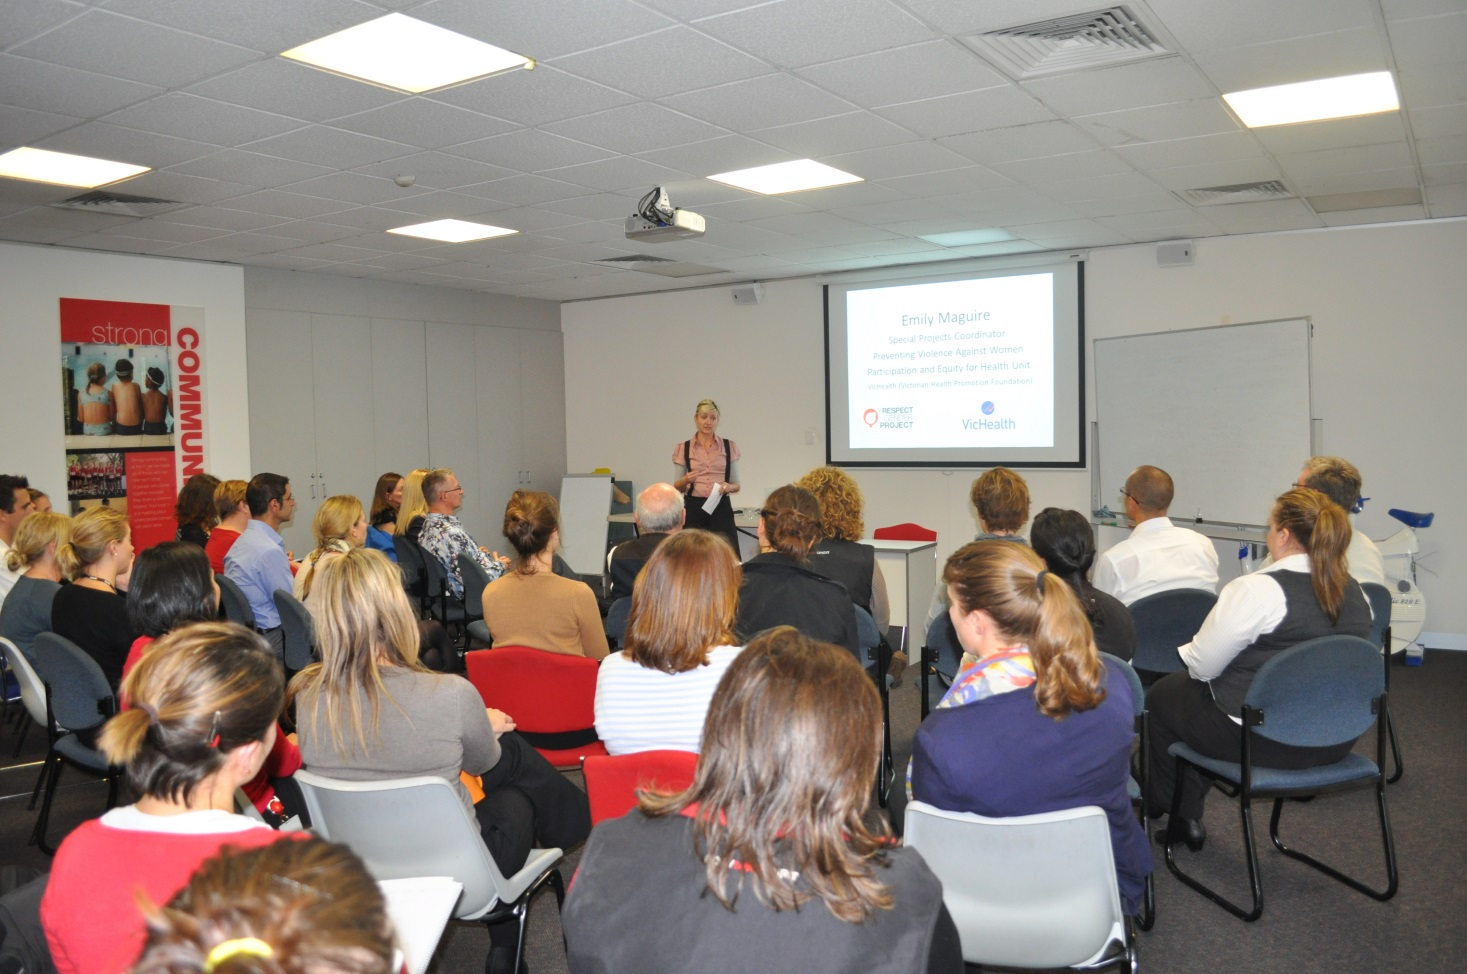 strong
COMMUN
Emily Maguire
Special Projects Coordinator
Preventing Violence Against Women
Participation and Equity for Health Unit
VicHealth (Victorian Health Promotion Foundation)
RESPECT
GENDER
PROJECT
VicHealth